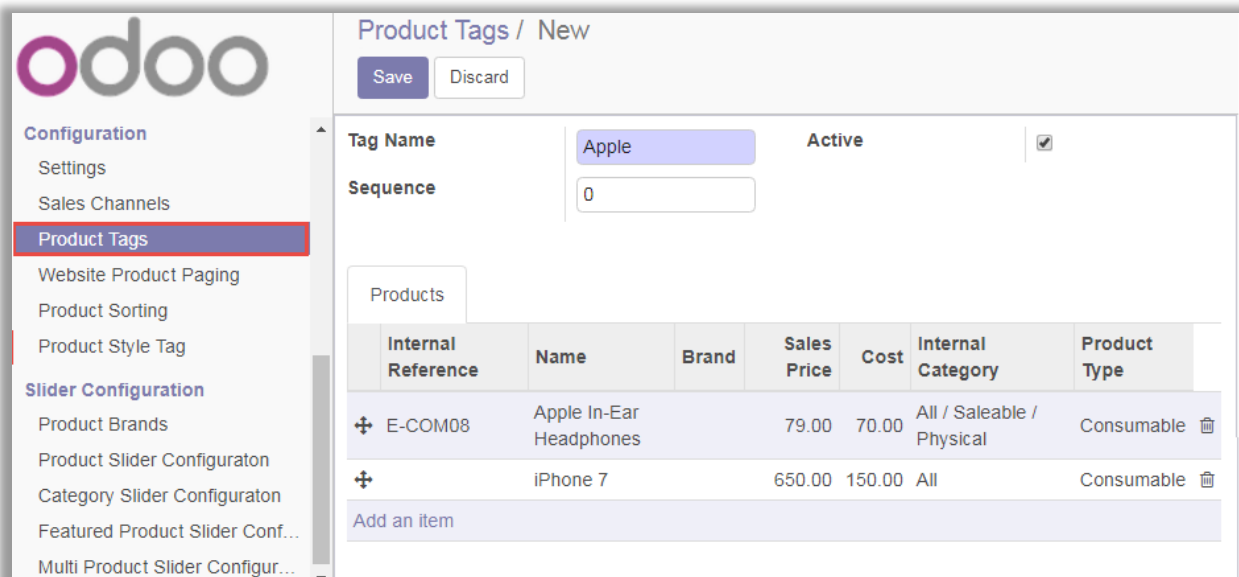 odoo
Product Tags / New
Save Discard
Configuration
Settings
Sales Channels
Product Tags
Website Product Paging
Product Sorting
Product Style Tag
Slider Configuration
Product Brands
Product Slider Configuraton
Category Slider Configuraton
Featured Product Slider Conf...
Multi Product Slider Configur...
Tag Name Apple Active
Sequence 0
Products
Internal Reference Name Brand Sales Price Cost Internal Category Product Type
E-COM08 Apple In-Ear Headphones 79.00 70.00 All / Saleable / Physical Consumable
iPhone 7 650.00 150.00 All Consumable
Add an item